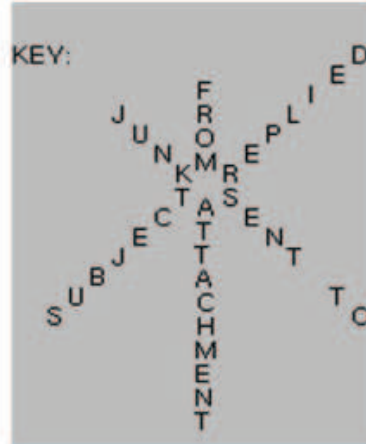 KEY:
JUNK
FROM
REPLIED
SUBJECT
ATTACHMENT
SENT TO